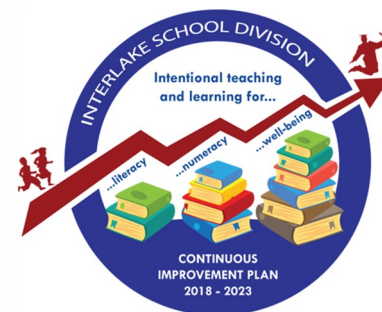 INTERLAKE SCHOOL DIVISION
Intentional teaching
and learning for...
...literacy
...numeracy
...well-being
CONTINUOUS
IMPROVEMENT PLAN
2018 - 2023